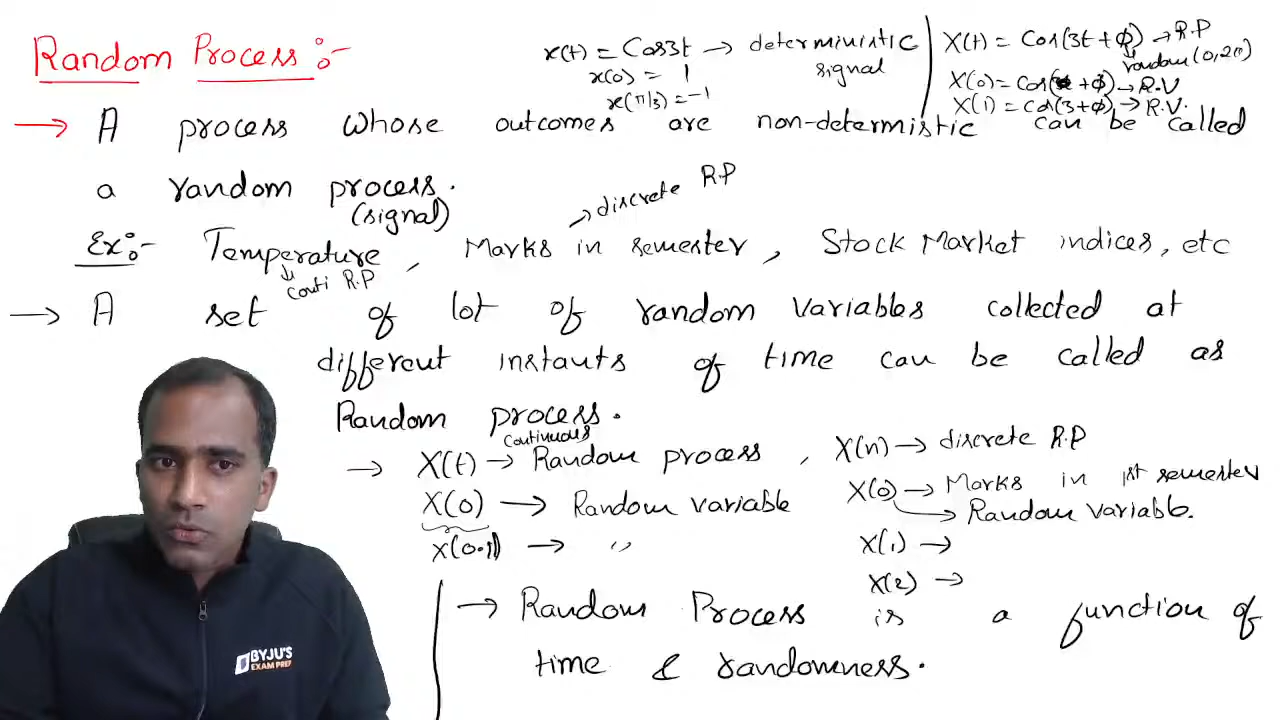 Random Process :-
x(t) = Cos3t → deterministic signal
x(0) = 1
x(π/3) = -1
X(t) = Cos(3t + φ) → R.P
random (0, 2π)
X(0) = Cos( + φ) → R.V
X(1) = Cos(3 + φ) → R.V.
→ A process whose outcomes are non-determistic can be called
a random process.
(signal)
→ discrete R.P
Ex :- Temperature, Marks in semester, Stock Market indices, etc
↓ Conti R.P
→ A set of lot of random variables collected at
different instants of time can be called as
Random process.
continuous
→ X(t) → Random process, X(n) → discrete R.P
X(0) → Random variable
X(0) → Marks in 1st semester
→ Random variable.
X(0.1) → ''
X(1) →
X(2) →
→ Random Process is a function of
time & randomness.
BYJU'S
EXAM PREP